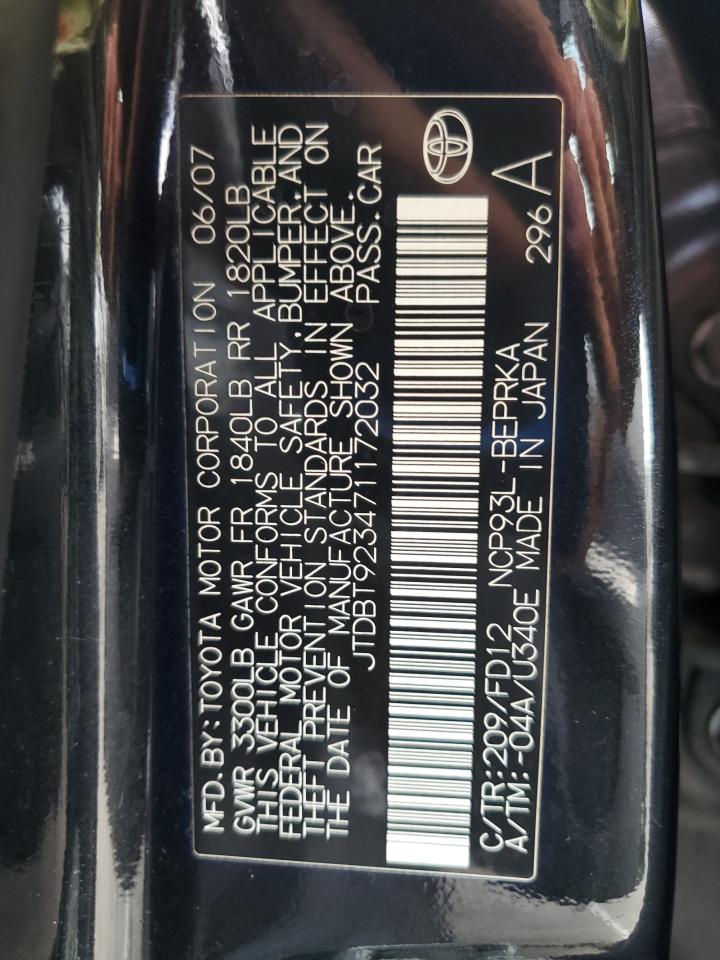 MFD.BY:TOYOTA MOTOR CORPORATION 06/07
GVWR 3300LB GAWR FR 1840LB RR 1820LB
THIS VEHICLE CONFORMS TO ALL APPLICABLE
FEDERAL MOTOR VEHICLE SAFETY,BUMPER,AND
THEFT PREVENTION STANDARDS IN EFFECT ON
THE DATE OF MANUFACTURE SHOWN ABOVE.
JTDBT923471172032 PASS.CAR
C/TR:209/FD12 NCP93L-BEPRKA 296 A
A/TM:-04A/U340E MADE IN JAPAN